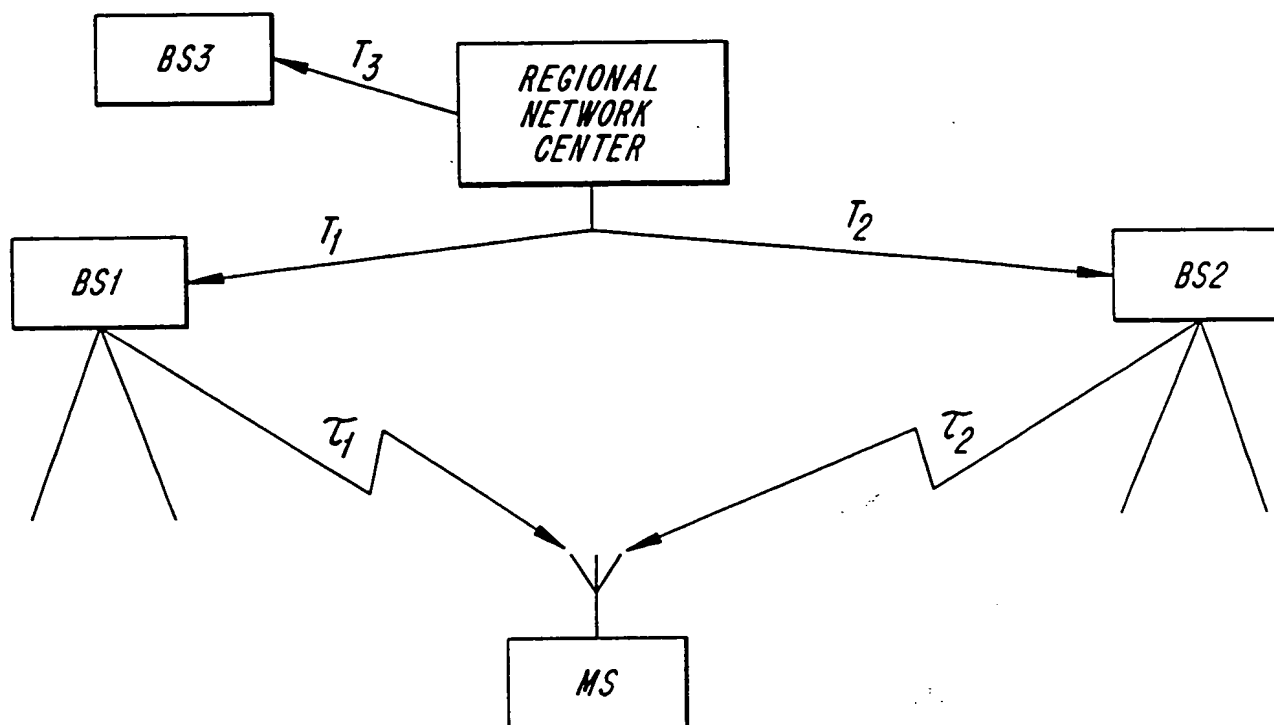 BS3
T3
REGIONAL
NETWORK
CENTER
T1
T2
BS1
BS2
τ1
τ2
MS